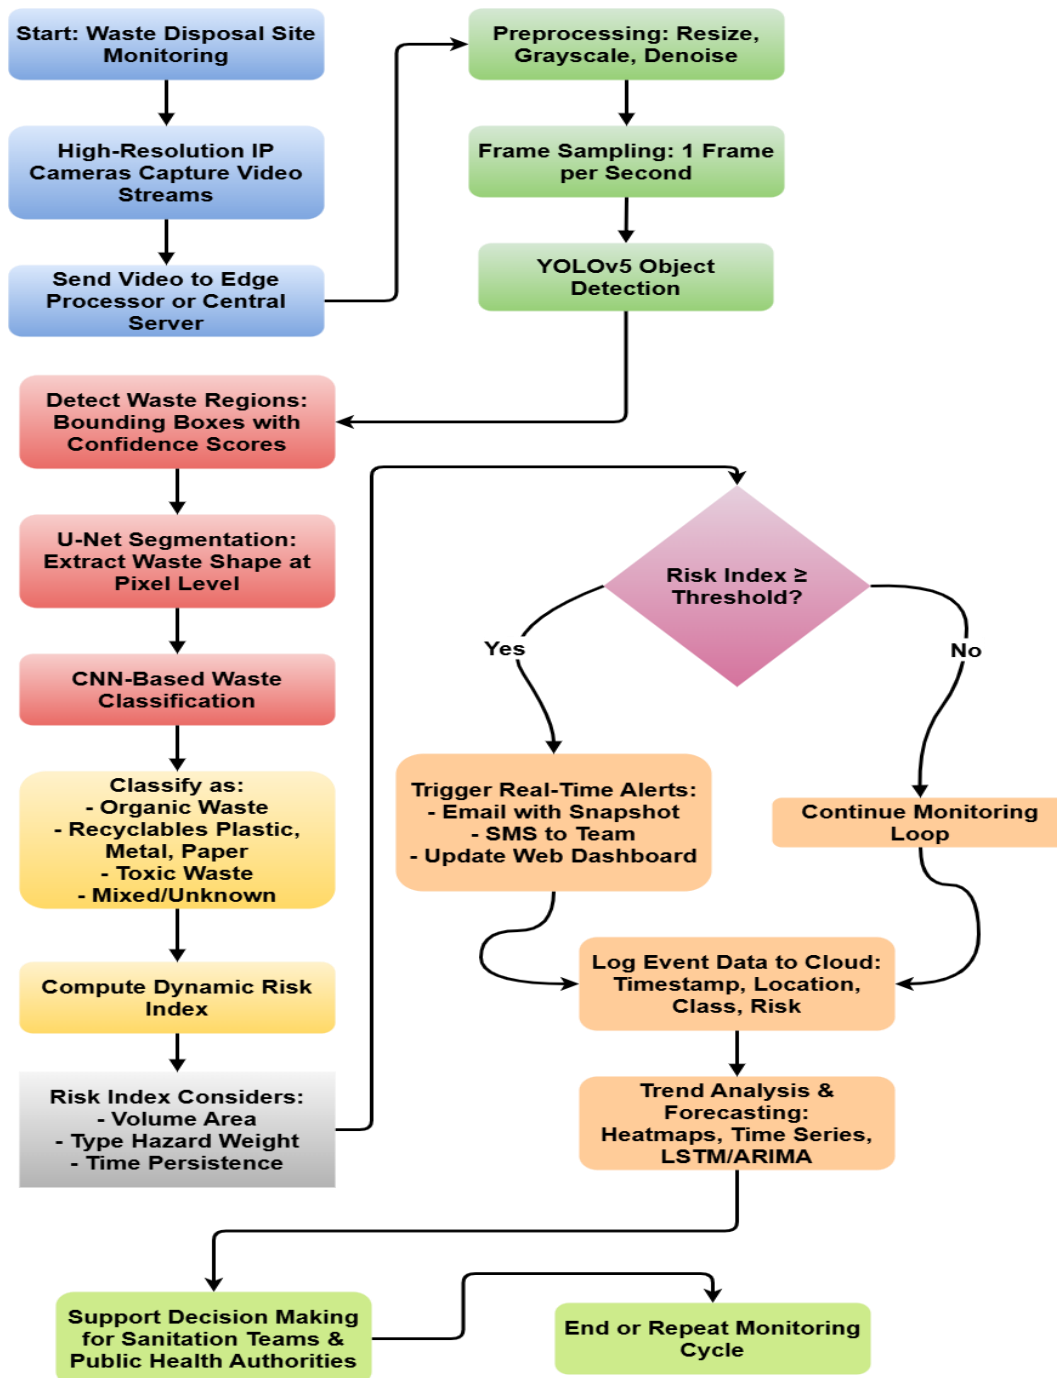 Start: Waste Disposal Site
Monitoring
High-Resolution IP
Cameras Capture Video
Streams
Send Video to Edge
Processor or Central
Server
Preprocessing: Resize,
Grayscale, Denoise
Frame Sampling: 1 Frame
per Second
YOLOv5 Object
Detection
Detect Waste Regions:
Bounding Boxes with
Confidence Scores
U-Net Segmentation:
Extract Waste Shape at
Pixel Level
CNN-Based Waste
Classification
Classify as:
- Organic Waste
- Recyclables Plastic,
Metal, Paper
- Toxic Waste
- Mixed/Unknown
Compute Dynamic Risk
Index
Risk Index Considers:
- Volume Area
- Type Hazard Weight
- Time Persistence
Risk Index ≥
Threshold?
Yes
No
Trigger Real-Time Alerts:
- Email with Snapshot
- SMS to Team
- Update Web Dashboard
Continue Monitoring
Loop
Log Event Data to Cloud:
Timestamp, Location,
Class, Risk
Trend Analysis &
Forecasting:
Heatmaps, Time Series,
LSTM/ARIMA
Support Decision Making
for Sanitation Teams &
Public Health Authorities
End or Repeat Monitoring
Cycle